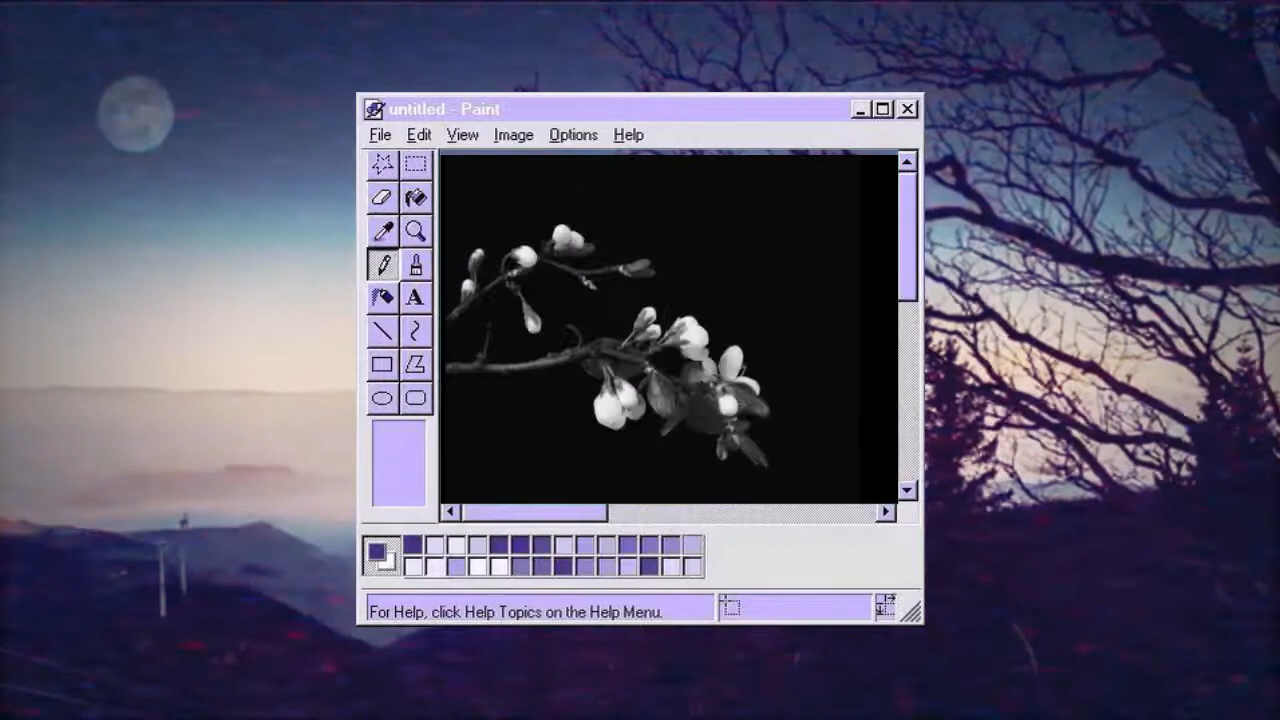 untitled - Paint
File Edit View Image Options Help
A
For Help, click Help Topics on the Help Menu.